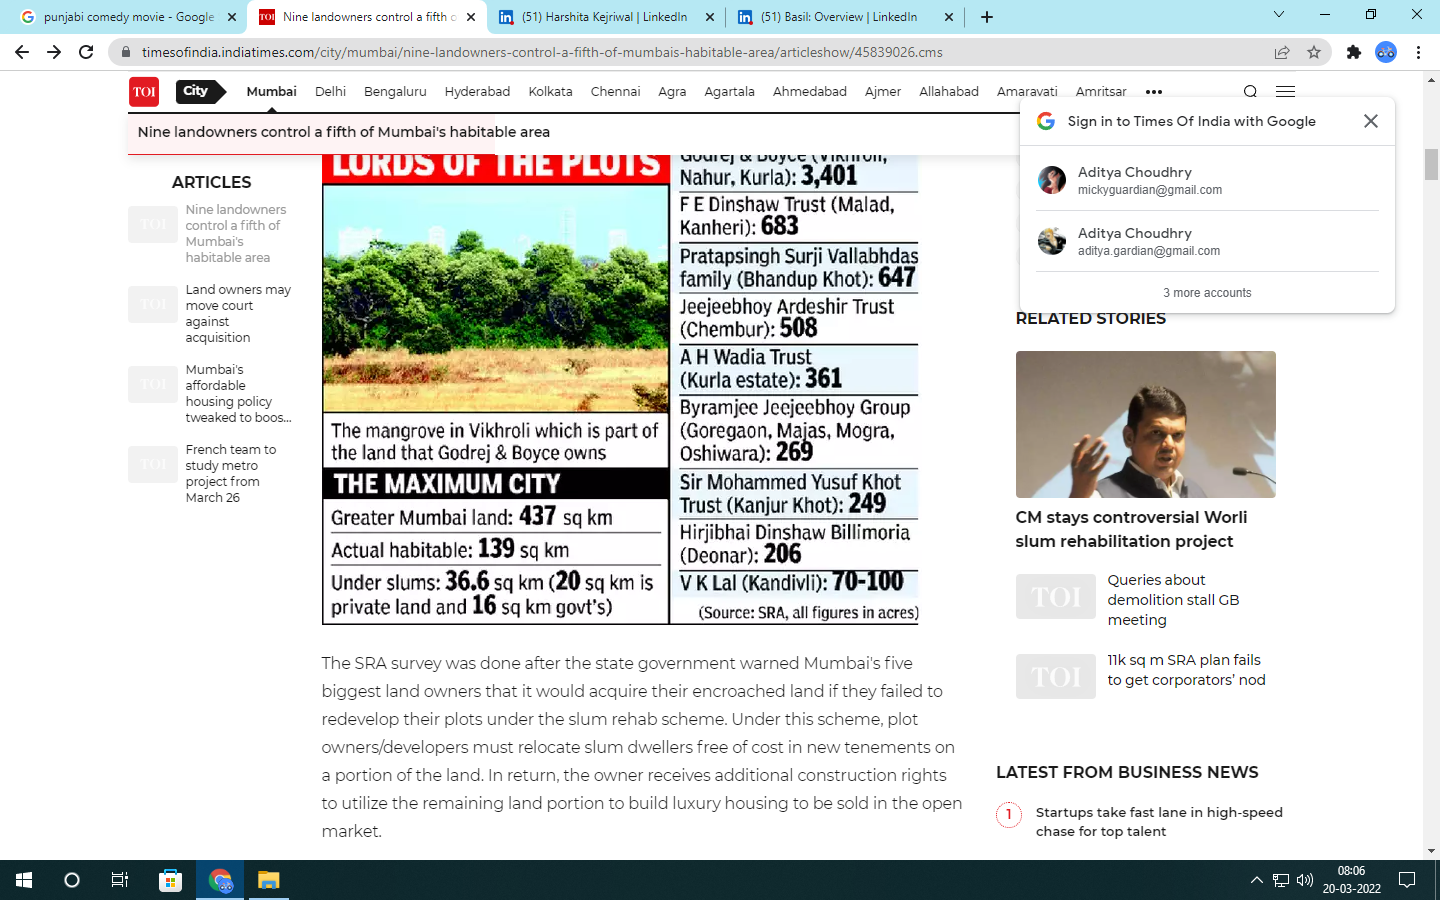 punjabi comedy movie - Google
Nine landowners control a fifth o
(51) Harshita Kejriwal | LinkedIn
(51) Basil: Overview | LinkedIn
timesofindia.indiatimes.com/city/mumbai/nine-landowners-control-a-fifth-of-mumbais-habitable-area/articleshow/45839026.cms
TOI City Mumbai Delhi Bengaluru Hyderabad Kolkata Chennai Agra Agartala Ahmedabad Ajmer Allahabad Amaravati Amritsar
Nine landowners control a fifth of Mumbai's habitable area
Sign in to Times Of India with Google
Aditya Choudhry
mickyguardian@gmail.com
Aditya Choudhry
aditya.gardian@gmail.com
3 more accounts
ARTICLES
TOI
Nine landowners
control a fifth of
Mumbai's
habitable area
TOI
Land owners may
move court
against
acquisition
TOI
Mumbai's
affordable
housing policy
tweaked to boos...
TOI
French team to
study metro
project from
March 26
LORDS OF THE PLOTS
The mangrove in Vikhroli which is part of
the land that Godrej & Boyce owns
THE MAXIMUM CITY
Greater Mumbai land: 437 sq km
Actual habitable: 139 sq km
Under slums: 36.6 sq km (20 sq km is
private land and 16 sq km govt's)
Godrej & Boyce (Vikhroli,
Nahur, Kurla): 3,401
F E Dinshaw Trust (Malad,
Kanheri): 683
Pratapsingh Surji Vallabhdas
family (Bhandup Khot): 647
Jeejeebhoy Ardeshir Trust
(Chembur): 508
A H Wadia Trust
(Kurla estate): 361
Byramjee Jeejeebhoy Group
(Goregaon, Majas, Mogra,
Oshiwara): 269
Sir Mohammed Yusuf Khot
Trust (Kanjur Khot): 249
Hirjibhai Dinshaw Billimoria
(Deonar): 206
V K Lal (Kandivli): 70-100
(Source: SRA, all figures in acres)
The SRA survey was done after the state government warned Mumbai's five
biggest land owners that it would acquire their encroached land if they failed to
redevelop their plots under the slum rehab scheme. Under this scheme, plot
owners/developers must relocate slum dwellers free of cost in new tenements on
a portion of the land. In return, the owner receives additional construction rights
to utilize the remaining land portion to build luxury housing to be sold in the open
market.
RELATED STORIES
CM stays controversial Worli
slum rehabilitation project
TOI
Queries about
demolition stall GB
meeting
TOI
11k sq m SRA plan fails
to get corporators' nod
LATEST FROM BUSINESS NEWS
1
Startups take fast lane in high-speed
chase for top talent
08:06
20-03-2022